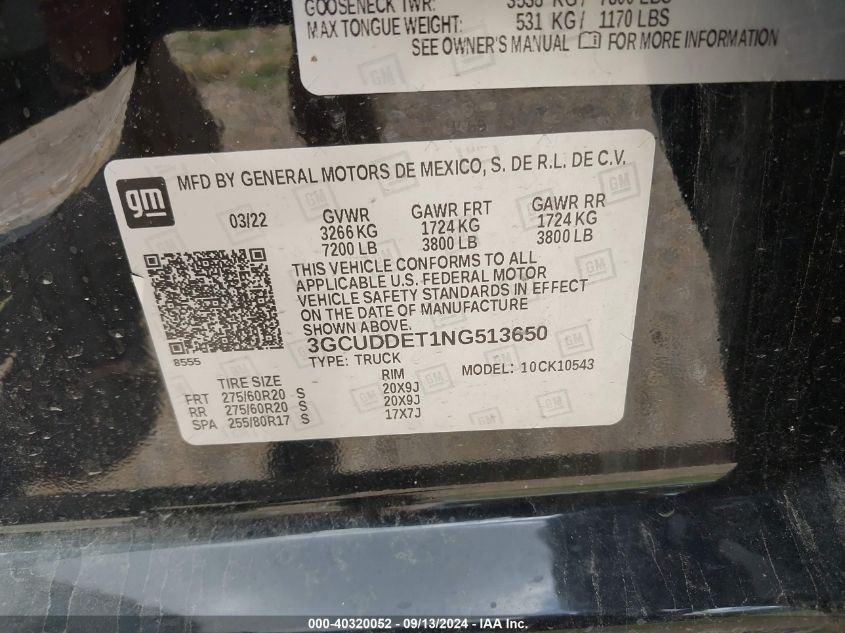 GOOSENECK TWR:
MAX TONGUE WEIGHT: 531 KG / 1170 LBS
SEE OWNER'S MANUAL FOR MORE INFORMATION
gm MFD BY GENERAL MOTORS DE MEXICO, S. DE R.L. DE C.V.
03/22 GVWR GAWR FRT GAWR RR
3266 KG 1724 KG 1724 KG
7200 LB 3800 LB 3800 LB
THIS VEHICLE CONFORMS TO ALL
APPLICABLE U.S. FEDERAL MOTOR
VEHICLE SAFETY STANDARDS IN EFFECT
ON THE DATE OF MANUFACTURE
SHOWN ABOVE.
8555 3GCUDDET1NG513650
TYPE: TRUCK MODEL: 10CK10543
TIRE SIZE RIM
FRT 275/60R20 S 20X9J
RR 275/60R20 S 20X9J
SPA 255/80R17 S 17X7J
000-40320052 - 09/13/2024 - IAA Inc.